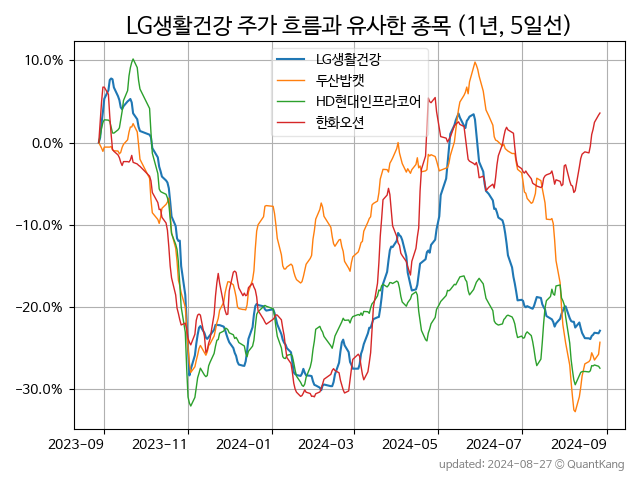 LG생활건강 주가 흐름과 유사한 종목 (1년, 5일선)
LG생활건강
두산밥캣
HD현대인프라코어
한화오션
10.0%
0.0%
−10.0%
−20.0%
−30.0%
2023-09 2023-11 2024-01 2024-03 2024-05 2024-07 2024-09
updated: 2024-08-27 © QuantKang